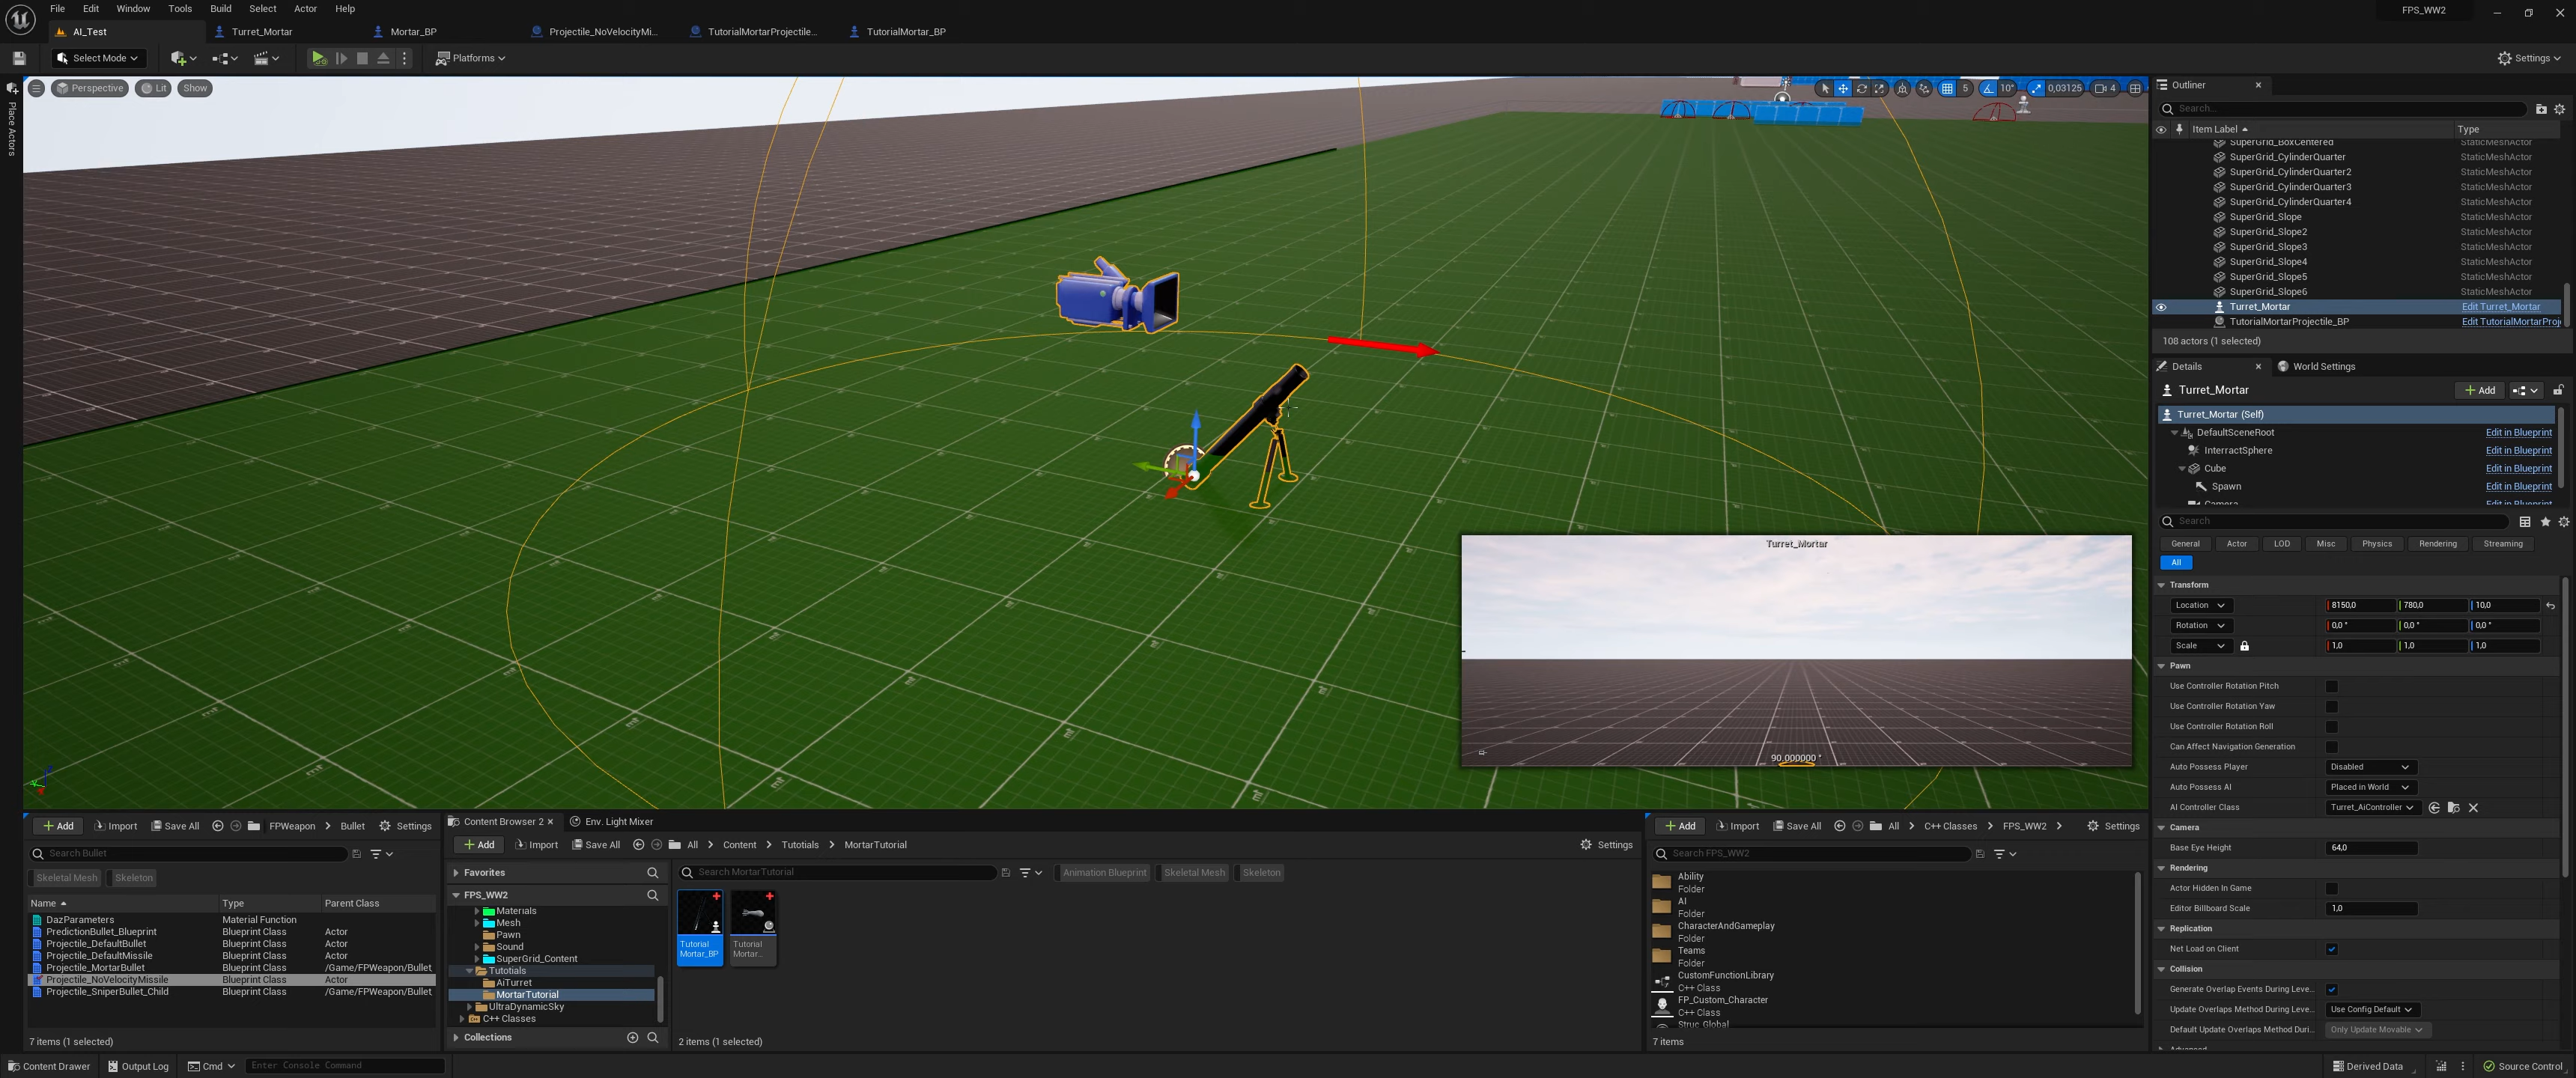 File Edit Window Tools Build Select Actor Help
FPS_WW2
AI_Test
Turret_Mortar
Mortar_BP
Projectile_NoVelocityMi...
TutorialMortarProjectile...
TutorialMortar_BP
Select Mode
Platforms
Settings
Place Actors
Perspective
Lit
Show
5
10°
0,03125
4
Turret_Mortar
90.000000 °
Outliner
Search...
Item Label
Type
SuperGrid_BoxCentered StaticMeshActor
SuperGrid_CylinderQuarter StaticMeshActor
SuperGrid_CylinderQuarter2 StaticMeshActor
SuperGrid_CylinderQuarter3 StaticMeshActor
SuperGrid_CylinderQuarter4 StaticMeshActor
SuperGrid_Slope StaticMeshActor
SuperGrid_Slope2 StaticMeshActor
SuperGrid_Slope3 StaticMeshActor
SuperGrid_Slope4 StaticMeshActor
SuperGrid_Slope5 StaticMeshActor
SuperGrid_Slope6 StaticMeshActor
Turret_Mortar Edit Turret_Mortar
TutorialMortarProjectile_BP Edit TutorialMortarProj
108 actors (1 selected)
Details
World Settings
Turret_Mortar
Add
Turret_Mortar (Self)
DefaultSceneRoot Edit in Blueprint
InterractSphere Edit in Blueprint
Cube Edit in Blueprint
Spawn Edit in Blueprint
Camera Edit in Blueprint
Search
General Actor LOD Misc Physics Rendering Streaming
All
Transform
Location 8150,0 780,0 10,0
Rotation 0,0 ° 0,0 ° 0,0 °
Scale 1,0 1,0 1,0
Pawn
Use Controller Rotation Pitch
Use Controller Rotation Yaw
Use Controller Rotation Roll
Can Affect Navigation Generation
Auto Possess Player Disabled
Auto Possess AI Placed in World
AI Controller Class Turret_AiController
Camera
Base Eye Height 64,0
Rendering
Actor Hidden In Game
Editor Billboard Scale 1,0
Replication
Net Load on Client
Collision
Generate Overlap Events During Leve...
Update Overlaps Method During Leve... Use Config Default
Default Update Overlaps Method Duri... Only Update Movable
Advanced
Add Import Save All FPWeapon Bullet Settings
Search Bullet
Skeletal Mesh Skeleton
Name Type Parent Class
DazParameters Material Function
PredictionBullet_Blueprint Blueprint Class Actor
Projectile_DefaultBullet Blueprint Class Actor
Projectile_DefaultMissile Blueprint Class Actor
Projectile_MortarBullet Blueprint Class /Game/FPWeapon/Bullet
Projectile_NoVelocityMissile Blueprint Class Actor
Projectile_SniperBullet_Child Blueprint Class /Game/FPWeapon/Bullet
7 items (1 selected)
Content Browser 2
Env. Light Mixer
Add Import Save All All Content Tutotials MortarTutorial Settings
Favorites
FPS_WW2
Materials
Mesh
Pawn
Sound
SuperGrid_Content
Tutotials
AiTurret
MortarTutorial
UltraDynamicSky
C++ Classes
Collections
Search MortarTutorial
Animation Blueprint Skeletal Mesh Skeleton
Tutorial
Mortar_BP
Tutorial
Mortar...
2 items (1 selected)
Add Import Save All All C++ Classes FPS_WW2 Settings
Search FPS_WW2
Ability
Folder
AI
Folder
CharacterAndGameplay
Folder
Teams
Folder
CustomFunctionLibrary
C++ Class
FP_Custom_Character
C++ Class
Struc_Global
7 items
Content Drawer
Output Log
Cmd
Enter Console Command
Derived Data
Source Control